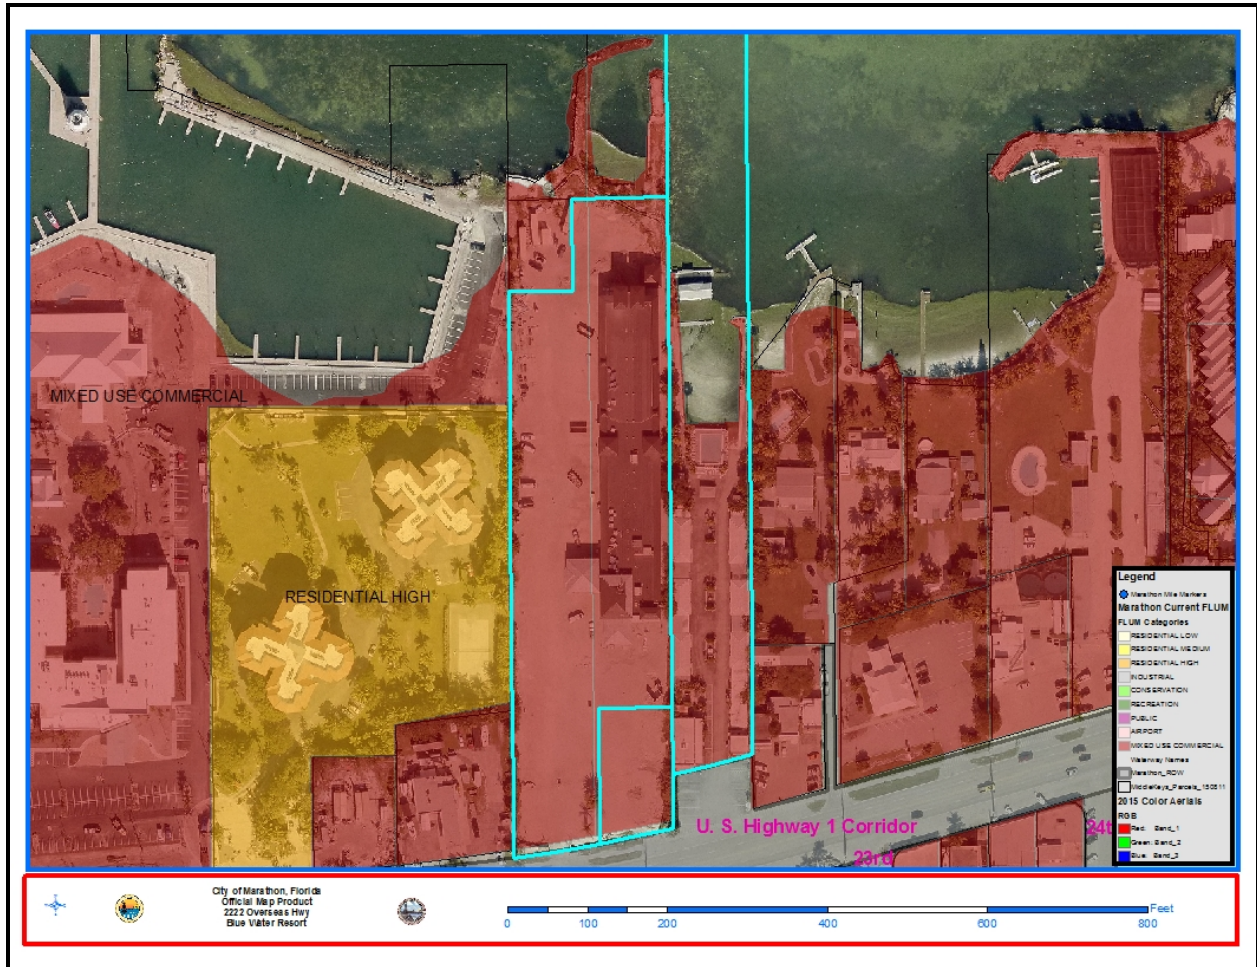 MIXED USE COMMERCIAL
RESIDENTIAL HIGH
U. S. Highway 1 Corridor
24t
23rd
Legend
Marathon Mile Markers
Marathon Current FLUM
FLUM Categories
RESIDENTIAL LOW
RESIDENTIAL MEDIUM
RESIDENTIAL HIGH
INDUSTRIAL
CONSERVATION
RECREATION
PUBLIC
AIRPORT
MIXED USE COMMERCIAL
Waterway Names
Marathon_ROW
MiddleKeys_Parcels_150511
2015 Color Aerials
RGB
Red: Band_1
Green: Band_2
Blue: Band_3
City of Marathon, Florida
Official Map Product
2222 Overseas Hwy
Blue Water Resort
Feet
0 100 200 400 600 800